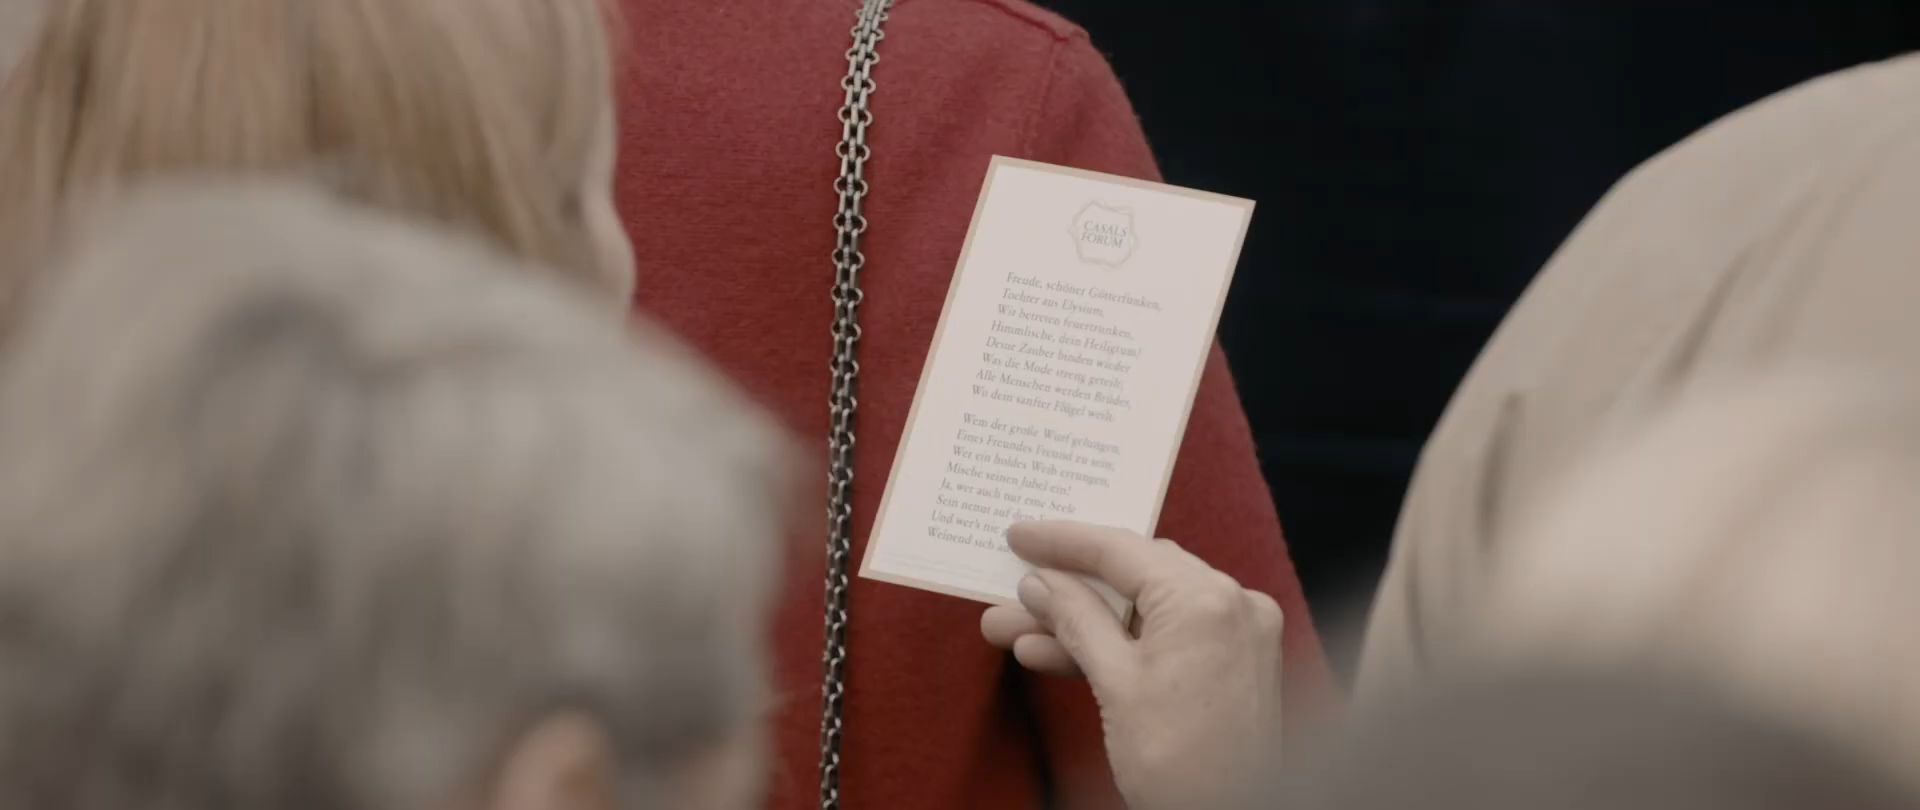 CASALS
FORUM
Freude, schöner Götterfunken,
Tochter aus Elysium,
Wir betreten feuertrunken,
Himmlische, dein Heiligtum!
Deine Zauber binden wieder
Was die Mode streng geteilt;
Alle Menschen werden Brüder,
Wo dein sanfter Flügel weilt.
Wem der große Wurf gelungen,
Eines Freundes Freund zu sein;
Wer ein holdes Weib errungen,
Mische seinen Jubel ein!
Ja, wer auch nur eine Seele
Sein nennt auf dem
Und wer's nie
Weinend sich